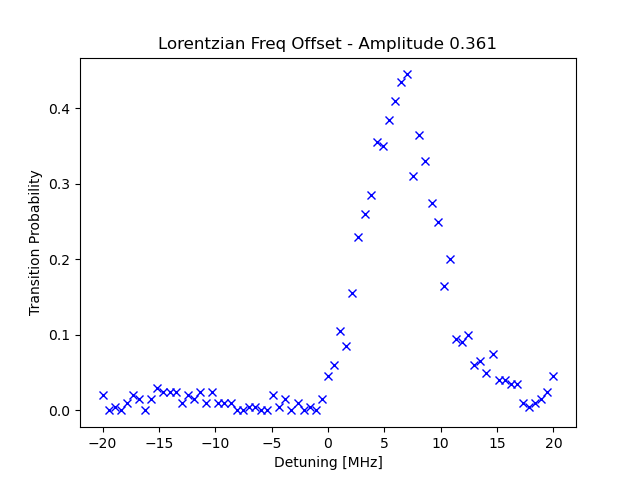 Lorentzian Freq Offset - Amplitude 0.361
Transition Probability
0.4
0.3
0.2
0.1
0.0
−20 −15 −10 −5 0 5 10 15 20
Detuning [MHz]